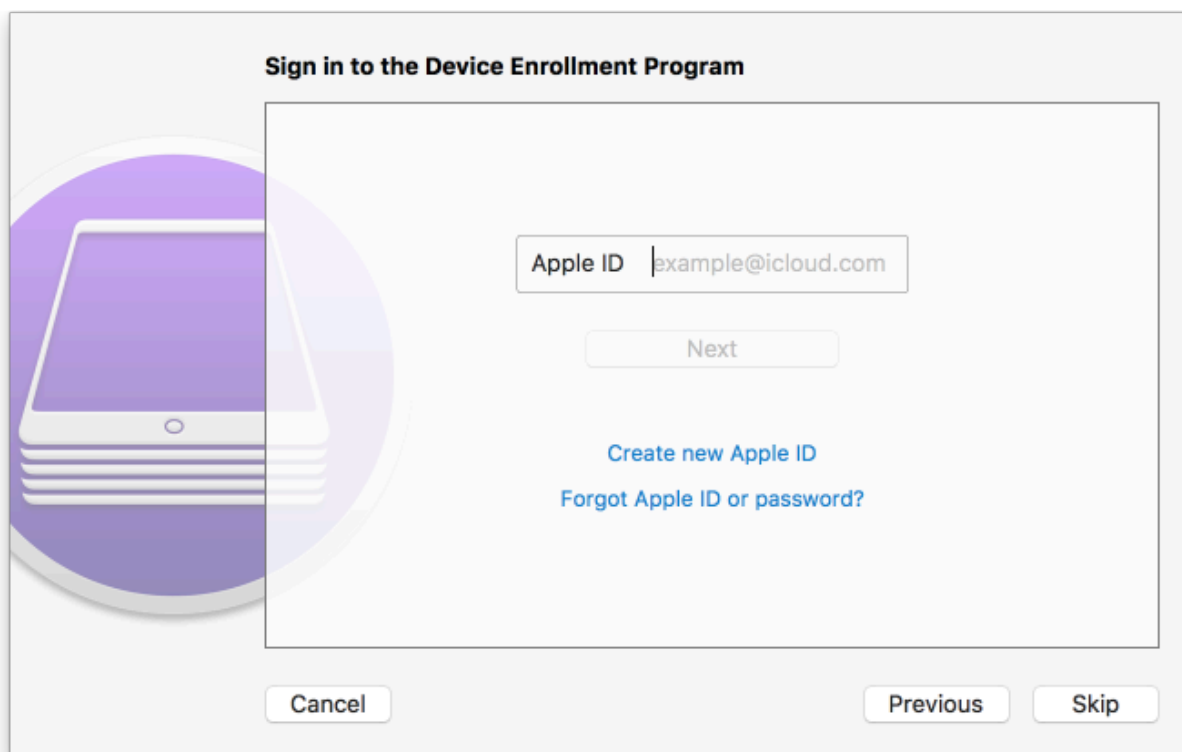 Sign in to the Device Enrollment Program
Apple ID example@icloud.com
Next
Create new Apple ID
Forgot Apple ID or password?
Cancel Previous Skip